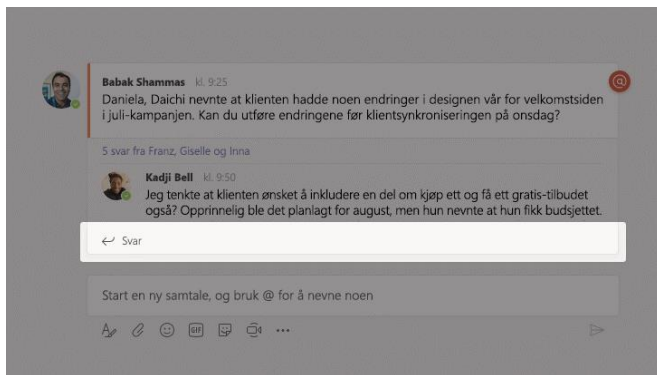 Babak Shammas kl. 9:25
Daniela, Daichi nevnte at klienten hadde noen endringer i designen vår for velkomstsiden
i juli-kampanjen. Kan du utføre endringene før klientsynkroniseringen på onsdag?
5 svar fra Franz, Giselle og Inna
Kadji Bell kl. 9:50
Jeg tenkte at klienten ønsket å inkludere en del om kjøp ett og få ett gratis-tilbudet
også? Opprinnelig ble det planlagt for august, men hun nevnte at hun fikk budsjettet.
Svar
Start en ny samtale, og bruk @ for å nevne noen
GIF